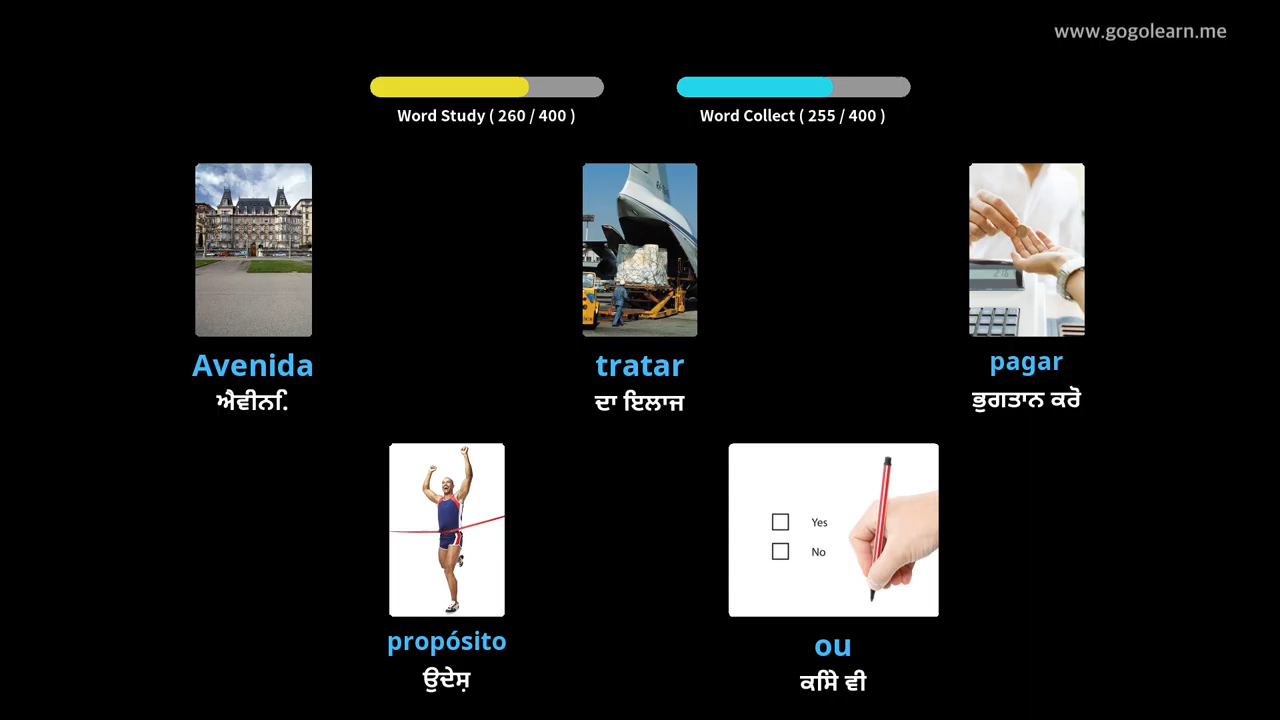 www.gogolearn.me
Word Study ( 260 / 400 )
Word Collect ( 255 / 400 )
Avenida
ਐਵੀਨਿ.
tratar
ਦਾ ਇਲਾਜ
pagar
ਭੁਗਤਾਨ ਕਰੋ
Yes
No
propósito
ਉਦੇਸ਼
ou
ਕਿਸੇ ਵੀ